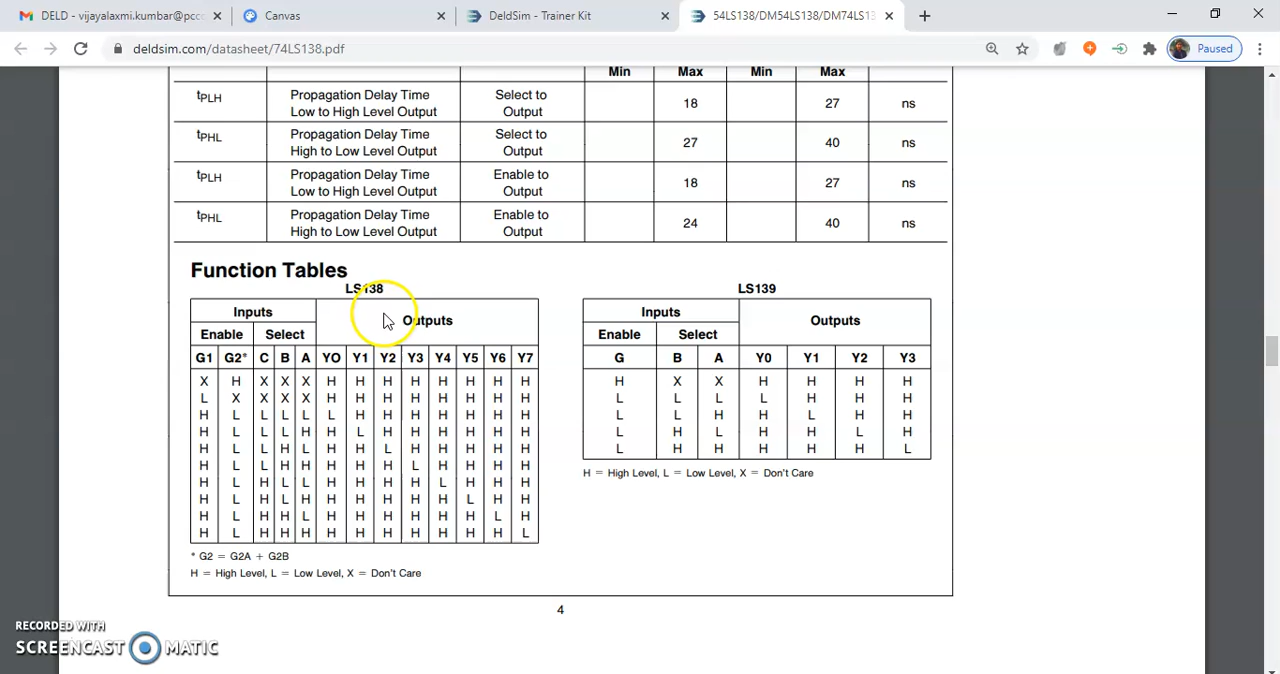 DELD - vijayalaxmi.kumbar@pcc
Canvas
DeldSim - Trainer Kit
54LS138/DM54LS138/DM74LS13
deldsim.com/datasheet/74LS138.pdf
Paused
Min Max Min Max
tPLH Propagation Delay Time Low to High Level Output Select to Output 18 27 ns
tPHL Propagation Delay Time High to Low Level Output Select to Output 27 40 ns
tPLH Propagation Delay Time Low to High Level Output Enable to Output 18 27 ns
tPHL Propagation Delay Time High to Low Level Output Enable to Output 24 40 ns
Function Tables
LS138
Inputs Outputs
Enable Select
G1 G2* C B A YO Y1 Y2 Y3 Y4 Y5 Y6 Y7
X H X X X H H H H H H H H
L X X X X H H H H H H H H
H L L L L L H H H H H H H
H L L L H H L H H H H H H
H L L H L H H L H H H H H
H L L H H H H H L H H H H
H L H L L H H H H L H H H
H L H L H H H H H H L H H
H L H H L H H H H H H L H
H L H H H H H H H H H H L
* G2 = G2A + G2B
H = High Level, L = Low Level, X = Don't Care
LS139
Inputs Outputs
Enable Select
G B A Y0 Y1 Y2 Y3
H X X H H H H
L L L L H H H
L L H H L H H
L H L H H L H
L H H H H H L
H = High Level, L = Low Level, X = Don't Care
4
RECORDED WITH
SCREENCAST MATIC